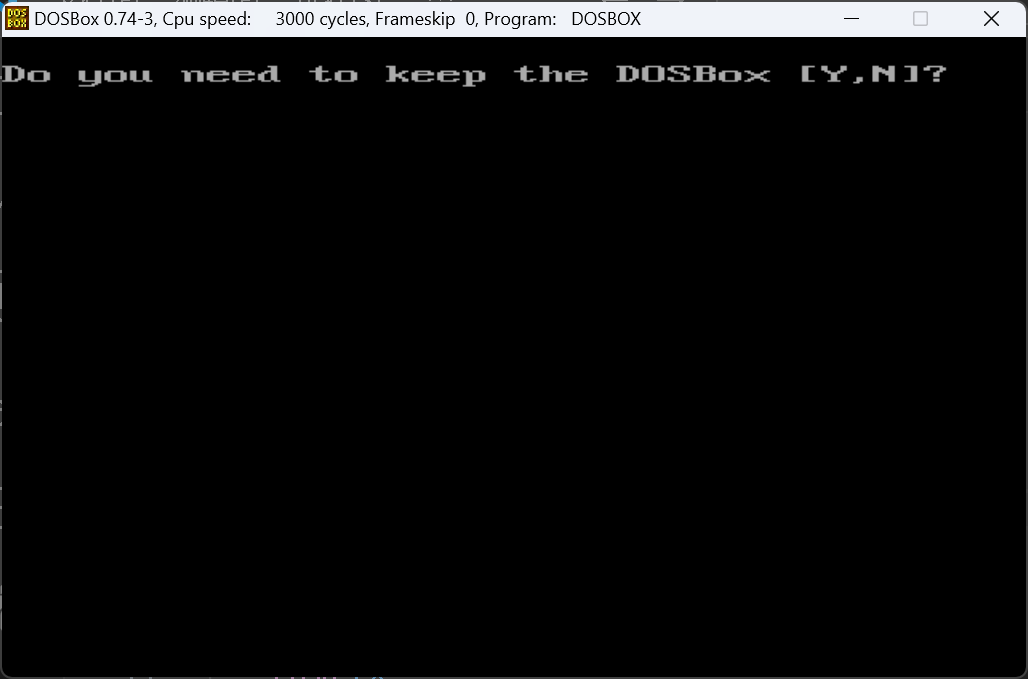 DOS BOX
DOSBox 0.74-3, Cpu speed: 3000 cycles, Frameskip 0, Program: DOSBOX
Do you need to keep the DOSBox [Y,N]?